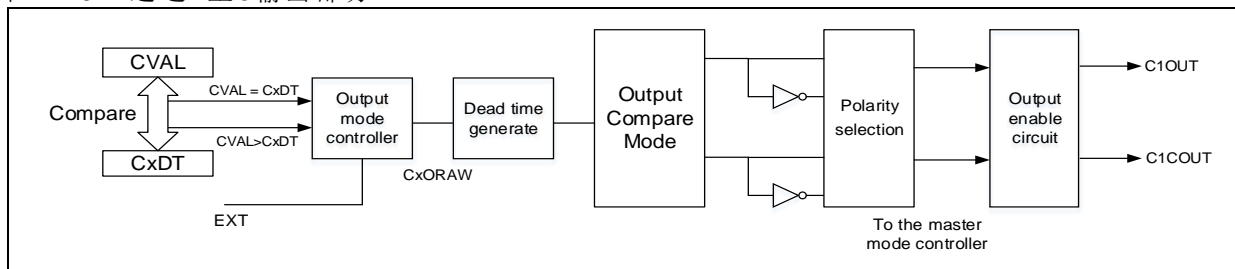 CVAL
Compare
CxDT
CVAL = CxDT
CVAL>CxDT
EXT
Output
mode
controller
CxORAW
Dead time
generate
Output
Compare
Mode
Polarity
selection
To the master
mode controller
Output
enable
circuit
C1OUT
C1COUT